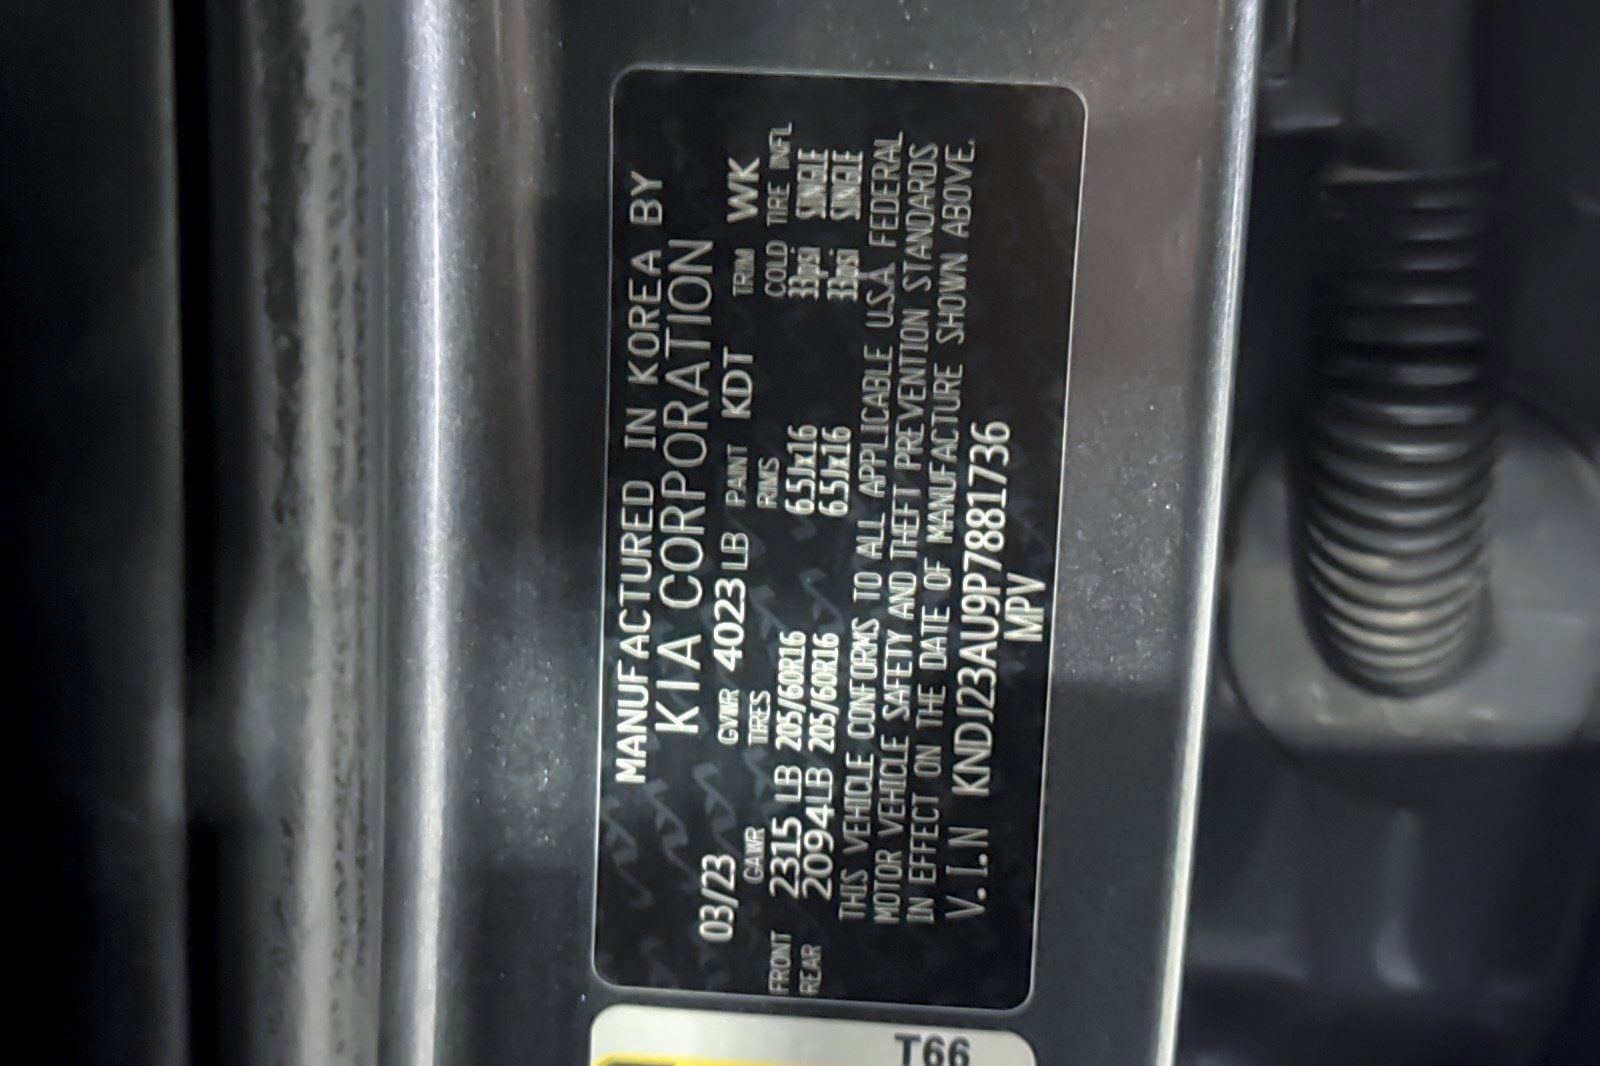 MANUFACTURED IN KOREA BY
KIA CORPORATION
03/23 GVWR 4023 LB PAINT KDT TRIM WK
GAWR TIRES RIMS COLD TIRE INFL
FRONT 2315 LB 205/60R16 6.5Jx16 33psi SINGLE
REAR 2094LB 205/60R16 6.5Jx16 33psi SINGLE
THIS VEHICLE CONFORMS TO ALL APPLICABLE U.S.A FEDERAL
MOTOR VEHICLE SAFETY AND THEFT PREVENTION STANDARDS
IN EFFECT ON THE DATE OF MANUFACTURE SHOWN ABOVE.
V.I.N KNDJ23AU9P7881736
MPV
T66